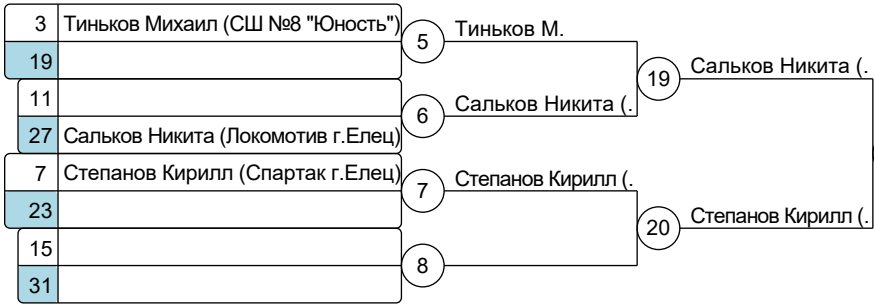 3 Тиньков Михаил (СШ №8 "Юность")
5 Тиньков М.
19
19 Сальков Никита (.
11
6 Сальков Никита (.
27 Сальков Никита (Локомотив г.Елец)
7 Степанов Кирилл (Спартак г.Елец)
7 Степанов Кирилл (.
23
20 Степанов Кирилл (.
15
8
31